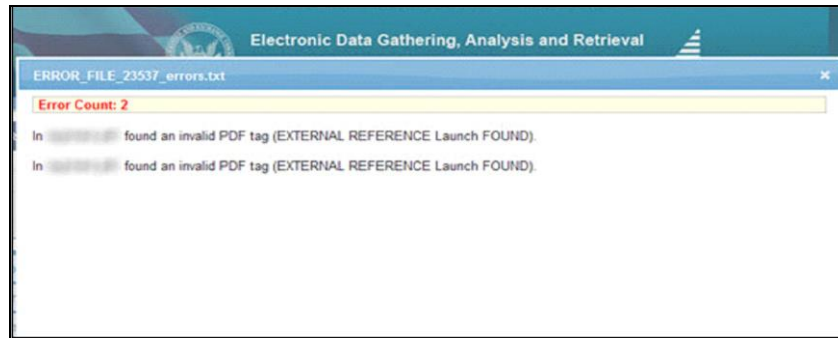 Electronic Data Gathering, Analysis and Retrieval
ERROR_FILE_23537_errors.txt
Error Count: 2
In found an invalid PDF tag (EXTERNAL REFERENCE Launch FOUND).
In found an invalid PDF tag (EXTERNAL REFERENCE Launch FOUND).